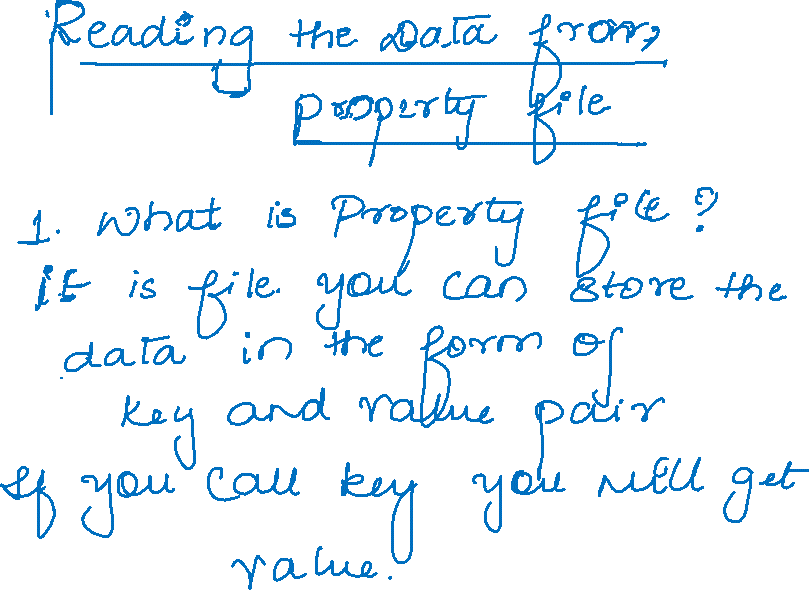 Reading the Data from,
property file
1. What is Property file?
it is file you can store the
data in the form of
key and value pair
If you call key you will get
value.